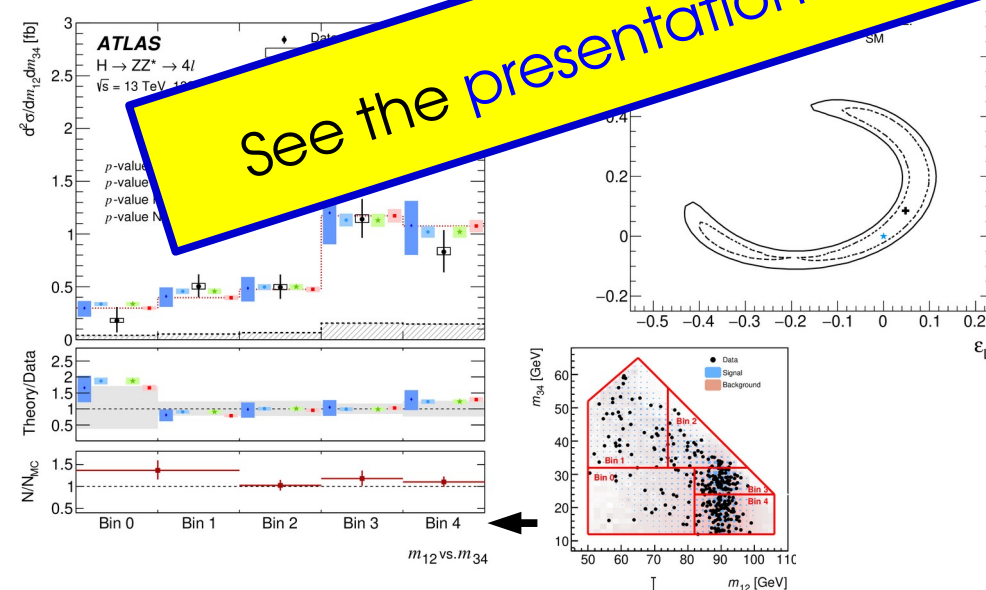 3
ATLAS
H → ZZ* → 4l
√s = 13 TeV,
Data
d²σ/dm₁₂dm₃₄ [fb]
2.5
2
p-value
p-value
p-value
p-value N
1.5
1
0.5
0
See the presentation
SM
0.4
0.2
0
−0.2
−0.5 −0.4 −0.3 −0.2 −0.1 0 0.1 0.2
Theory/Data
2.5
2
1.5
1
0.5
N/N_MC
1.5
1
0.5
Bin 0 Bin 1 Bin 2 Bin 3 Bin 4
m₁₂ vs. m₃₄
m₃₄ [GeV]
60
50
40
30
20
10
Data
Signal
Background
Bin 2
Bin 1
Bin 0
Bin 3
Bin 4
50 60 70 80 90 100 110
m₁₂ [GeV]